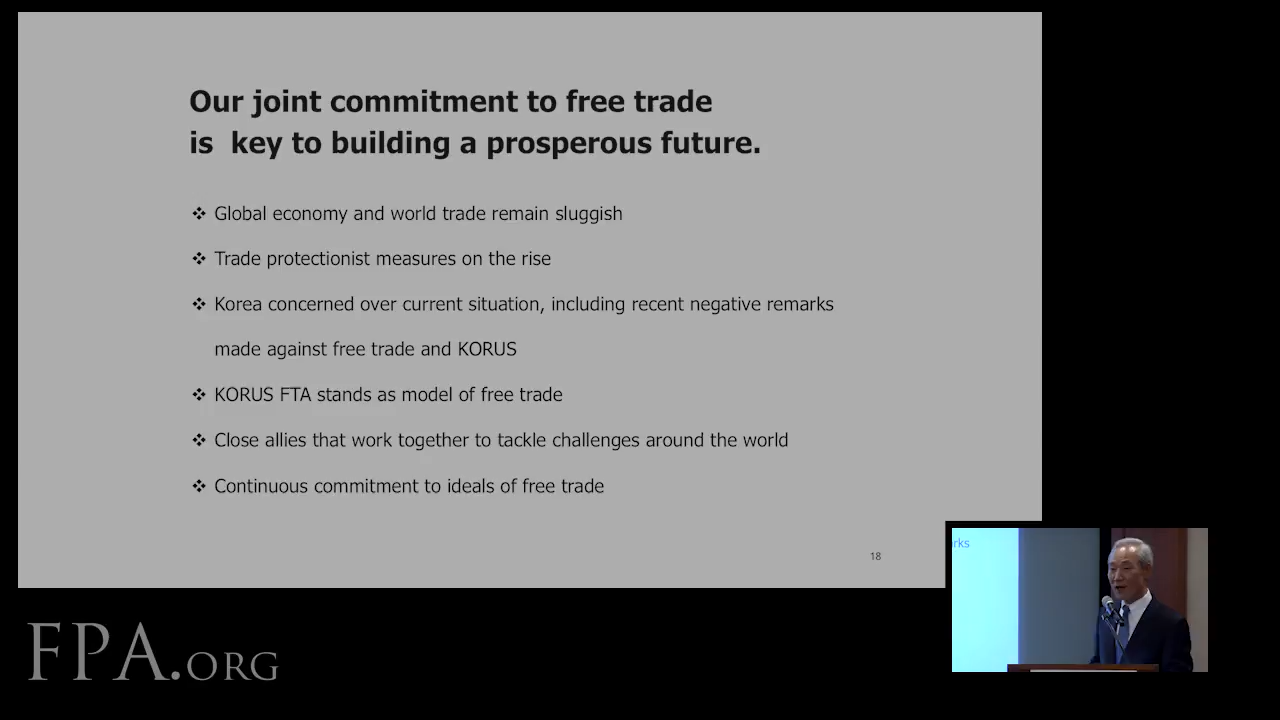 Our joint commitment to free trade
is key to building a prosperous future.
❖ Global economy and world trade remain sluggish
❖ Trade protectionist measures on the rise
❖ Korea concerned over current situation, including recent negative remarks
made against free trade and KORUS
❖ KORUS FTA stands as model of free trade
❖ Close allies that work together to tackle challenges around the world
❖ Continuous commitment to ideals of free trade
18
arks
FPA.ORG